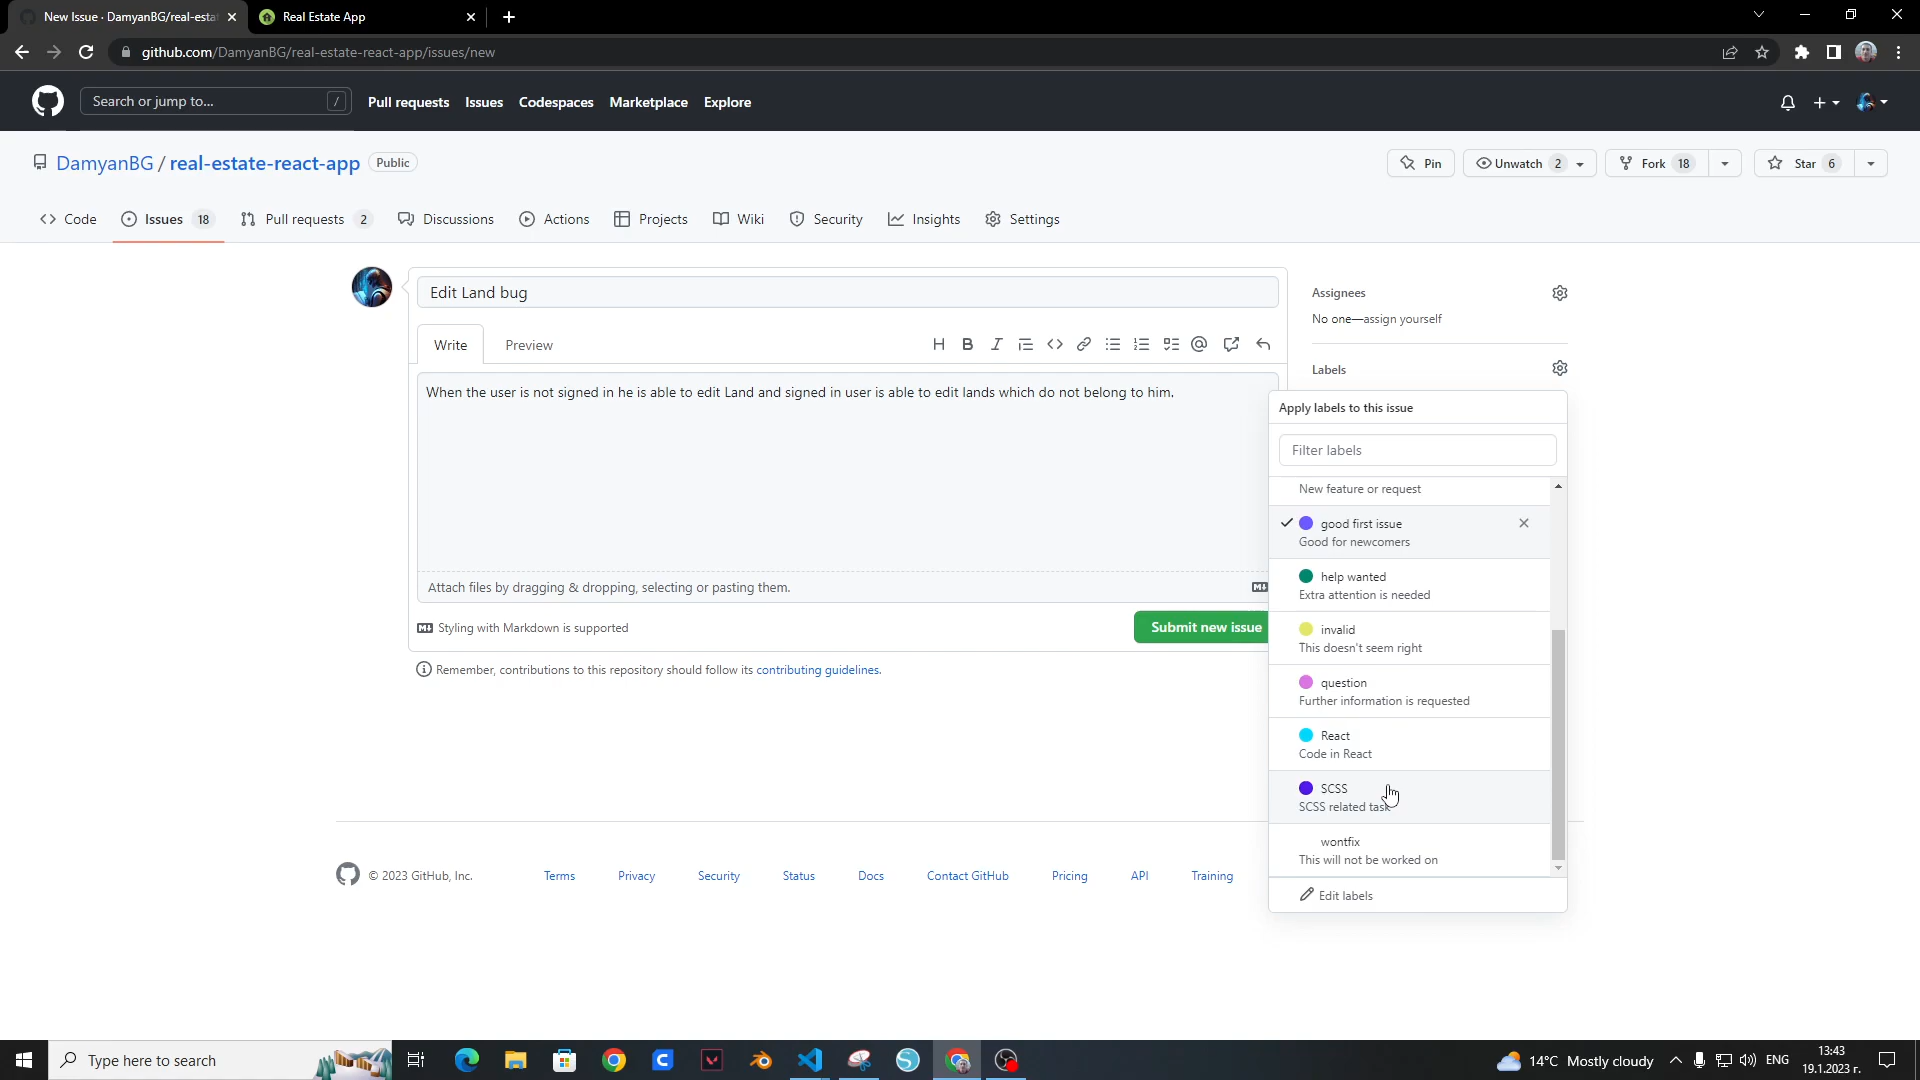 New Issue · DamyanBG/real-esta
Real Estate App
github.com/DamyanBG/real-estate-react-app/issues/new
Search or jump to...
/
Pull requests
Issues
Codespaces
Marketplace
Explore
DamyanBG / real-estate-react-app
Public
Pin
Unwatch 2
Fork 18
Star 6
Code
Issues 18
Pull requests 2
Discussions
Actions
Projects
Wiki
Security
Insights
Settings
Edit Land bug
Assignees
No one—assign yourself
Write
Preview
Labels
When the user is not signed in he is able to edit Land and signed in user is able to edit lands which do not belong to him.
Apply labels to this issue
Filter labels
New feature or request
good first issue
Good for newcomers
help wanted
Extra attention is needed
invalid
This doesn't seem right
question
Further information is requested
React
Code in React
SCSS
SCSS related task
wontfix
This will not be worked on
Edit labels
Attach files by dragging & dropping, selecting or pasting them.
Styling with Markdown is supported
Submit new issue
Remember, contributions to this repository should follow its contributing guidelines.
© 2023 GitHub, Inc.
Terms
Privacy
Security
Status
Docs
Contact GitHub
Pricing
API
Training
Type here to search
14°C Mostly cloudy
ENG
13:43
19.1.2023 г.